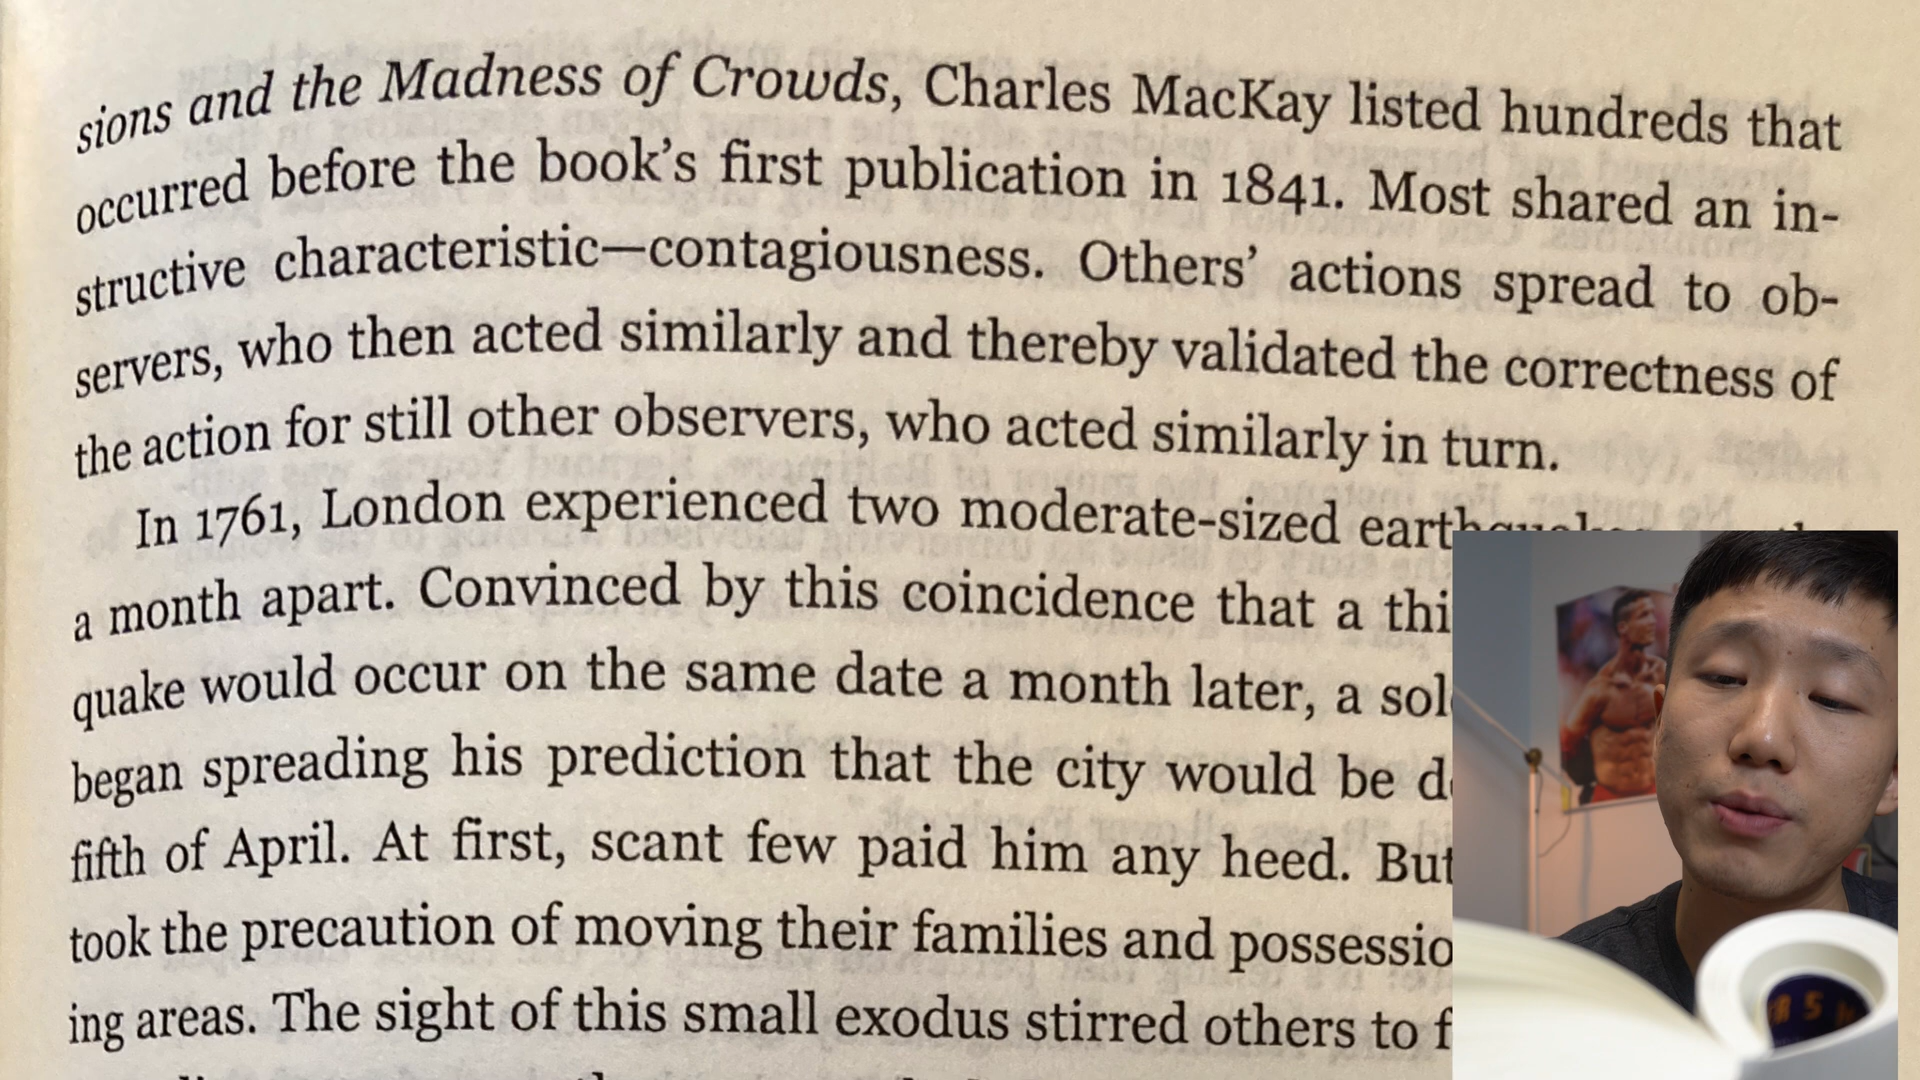 sions and the Madness of Crowds, Charles MacKay listed hundreds that
occurred before the book's first publication in 1841. Most shared an in-
structive characteristic—contagiousness. Others' actions spread to ob-
servers, who then acted similarly and thereby validated the correctness of
the action for still other observers, who acted similarly in turn.
In 1761, London experienced two moderate-sized
a month apart. Convinced by this coincidence that a
quake would occur on the same date a month later, a
began spreading his prediction that the city would be
fifth of April. At first, scant few paid him any heed. But
took the precaution of moving their families and
ing areas. The sight of this small exodus stirred others to